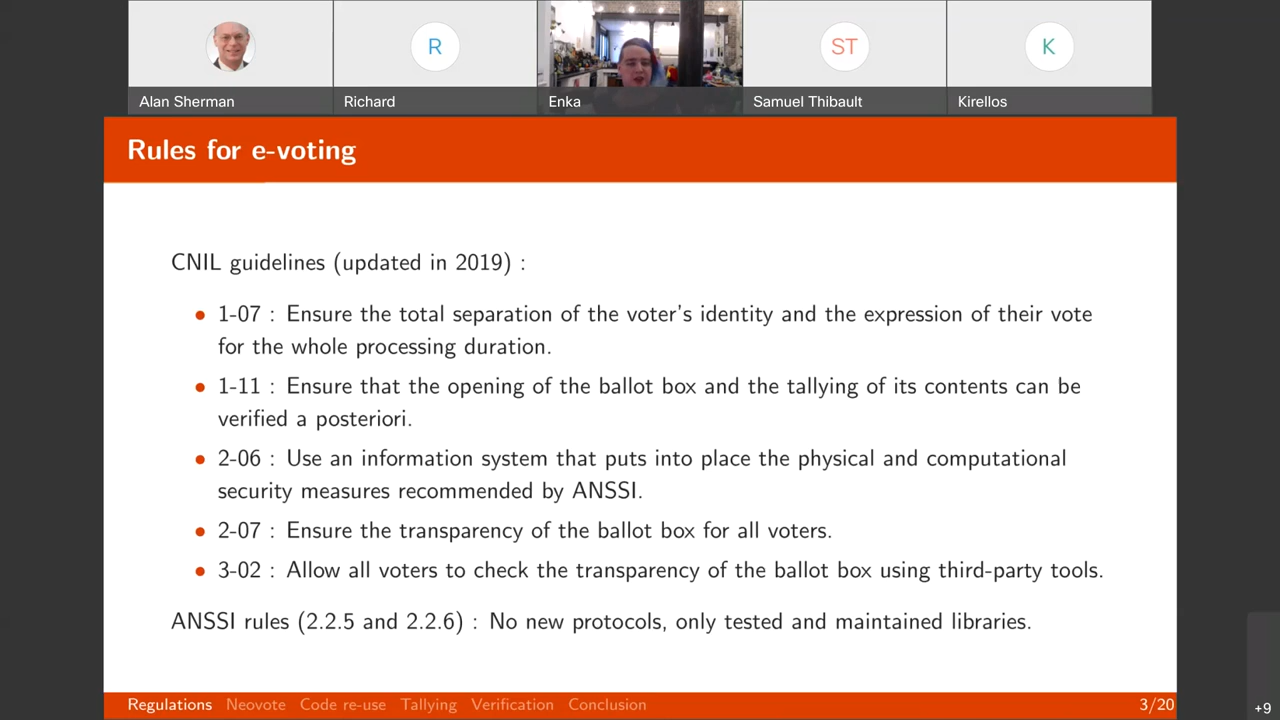 R
ST
K
Alan Sherman
Richard
Enka
Samuel Thibault
Kirellos
Rules for e-voting
CNIL guidelines (updated in 2019) :
• 1-07 : Ensure the total separation of the voter's identity and the expression of their vote
for the whole processing duration.
• 1-11 : Ensure that the opening of the ballot box and the tallying of its contents can be
verified a posteriori.
• 2-06 : Use an information system that puts into place the physical and computational
security measures recommended by ANSSI.
• 2-07 : Ensure the transparency of the ballot box for all voters.
• 3-02 : Allow all voters to check the transparency of the ballot box using third-party tools.
ANSSI rules (2.2.5 and 2.2.6) : No new protocols, only tested and maintained libraries.
Regulations Neovote Code re-use Tallying Verification Conclusion 3/20
+9